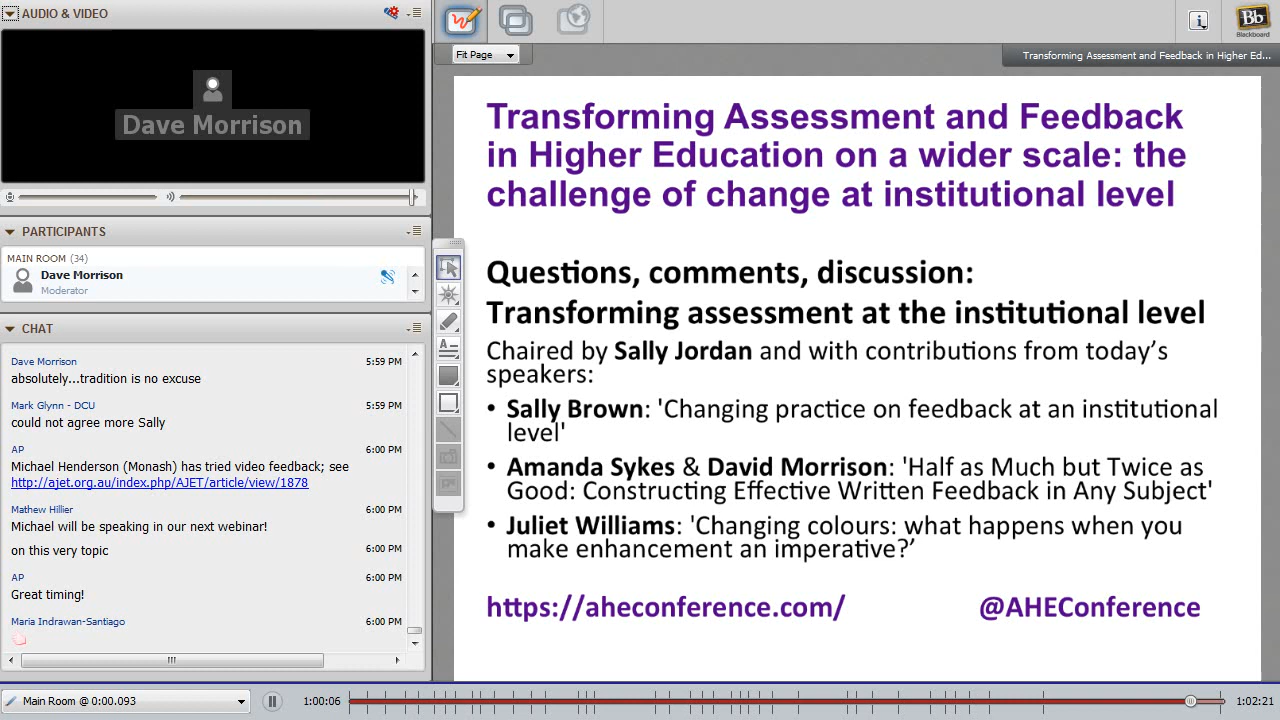 AUDIO & VIDEO
Dave Morrison
PARTICIPANTS
MAIN ROOM (34)
Dave Morrison
Moderator
CHAT
Dave Morrison 5:59 PM
absolutely...tradition is no excuse
Mark Glynn - DCU 5:59 PM
could not agree more Sally
AP 6:00 PM
Michael Henderson (Monash) has tried video feedback; see
http://ajet.org.au/index.php/AJET/article/view/1878
Mathew Hillier 6:00 PM
Michael will be speaking in our next webinar!
on this very topic 6:00 PM
AP 6:00 PM
Great timing!
Maria Indrawan-Santiago 6:00 PM
Fit Page
Bb
Blackboard
Transforming Assessment and Feedback in Higher Ed...
Transforming Assessment and Feedback
in Higher Education on a wider scale: the
challenge of change at institutional level
Questions, comments, discussion:
Transforming assessment at the institutional level
Chaired by Sally Jordan and with contributions from today’s
speakers:
• Sally Brown: 'Changing practice on feedback at an institutional
level'
• Amanda Sykes & David Morrison: 'Half as Much but Twice as
Good: Constructing Effective Written Feedback in Any Subject'
• Juliet Williams: 'Changing colours: what happens when you
make enhancement an imperative?’
https://aheconference.com/ @AHEConference
Main Room @ 0:00.093
1:00:06
1:02:21